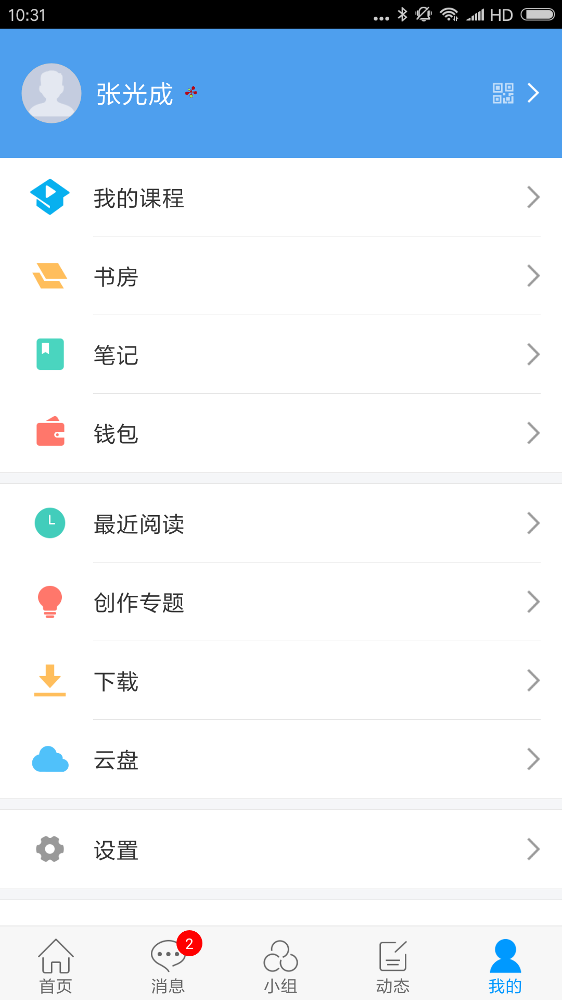 10:31 HD
张光成
我的课程
书房
笔记
钱包
最近阅读
创作专题
下载
云盘
设置
2
首页 消息 小组 动态 我的